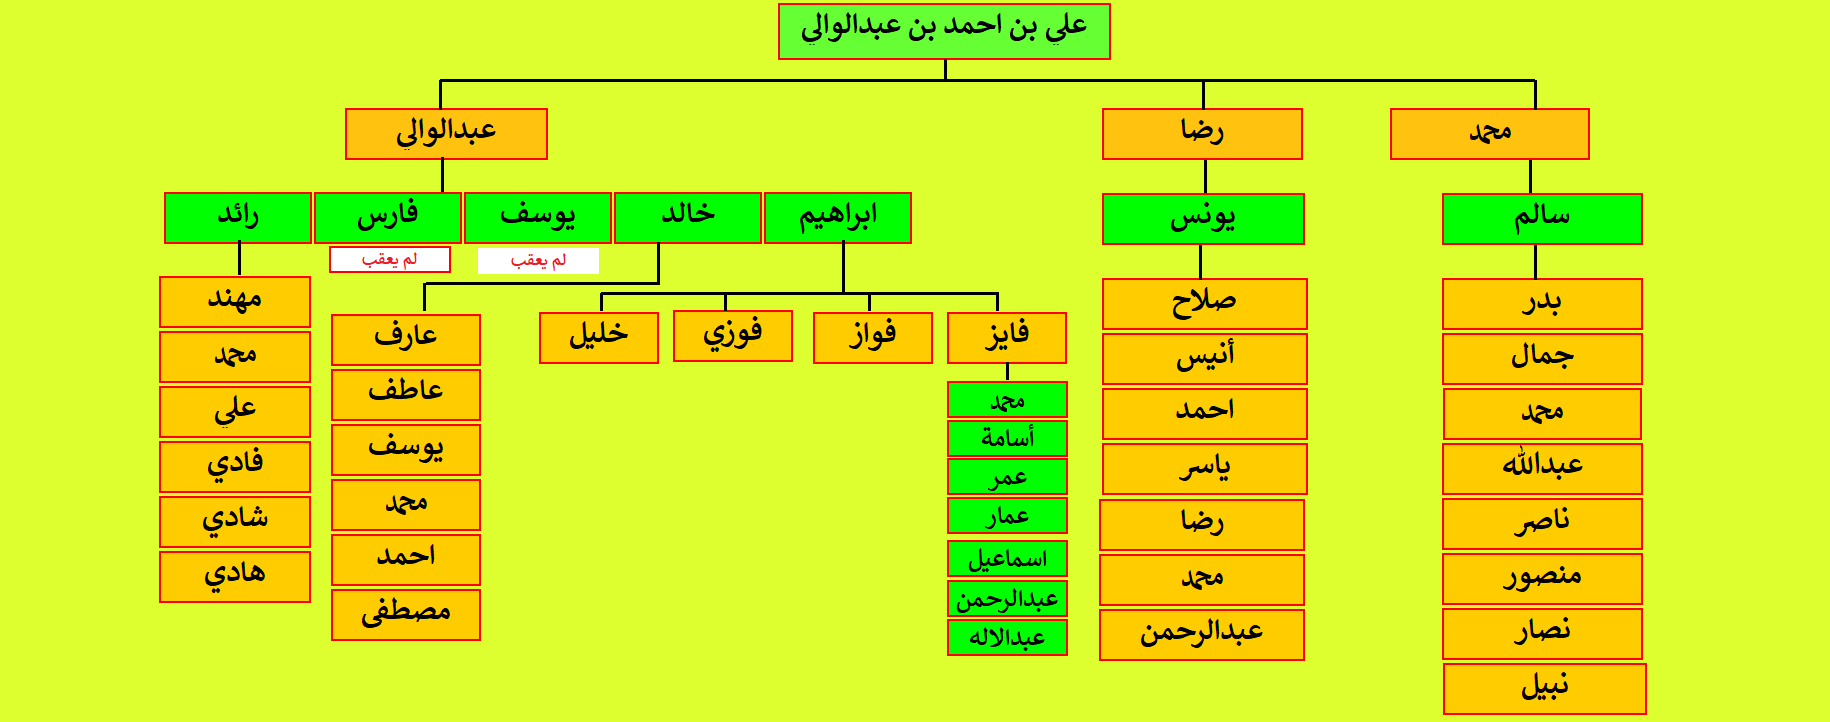 علي بن احمد بن عبدالوالي
محمد
رضا
عبدالوالي
سالم
يونس
ابراهيم
خالد
يوسف
فارس
رائد
لم يعقب
لم يعقب
بدر
جمال
محمد
عبدالله
ناصر
منصور
نصار
نبيل
صلاح
أنيس
احمد
ياسر
رضا
محمد
عبدالرحمن
فايز
فواز
فوزي
خليل
محمد
أسامة
عمر
عمار
اسماعيل
عبدالرحمن
عبدالاله
عارف
عاطف
يوسف
محمد
احمد
مصطفى
مهند
محمد
علي
فادي
شادي
هادي